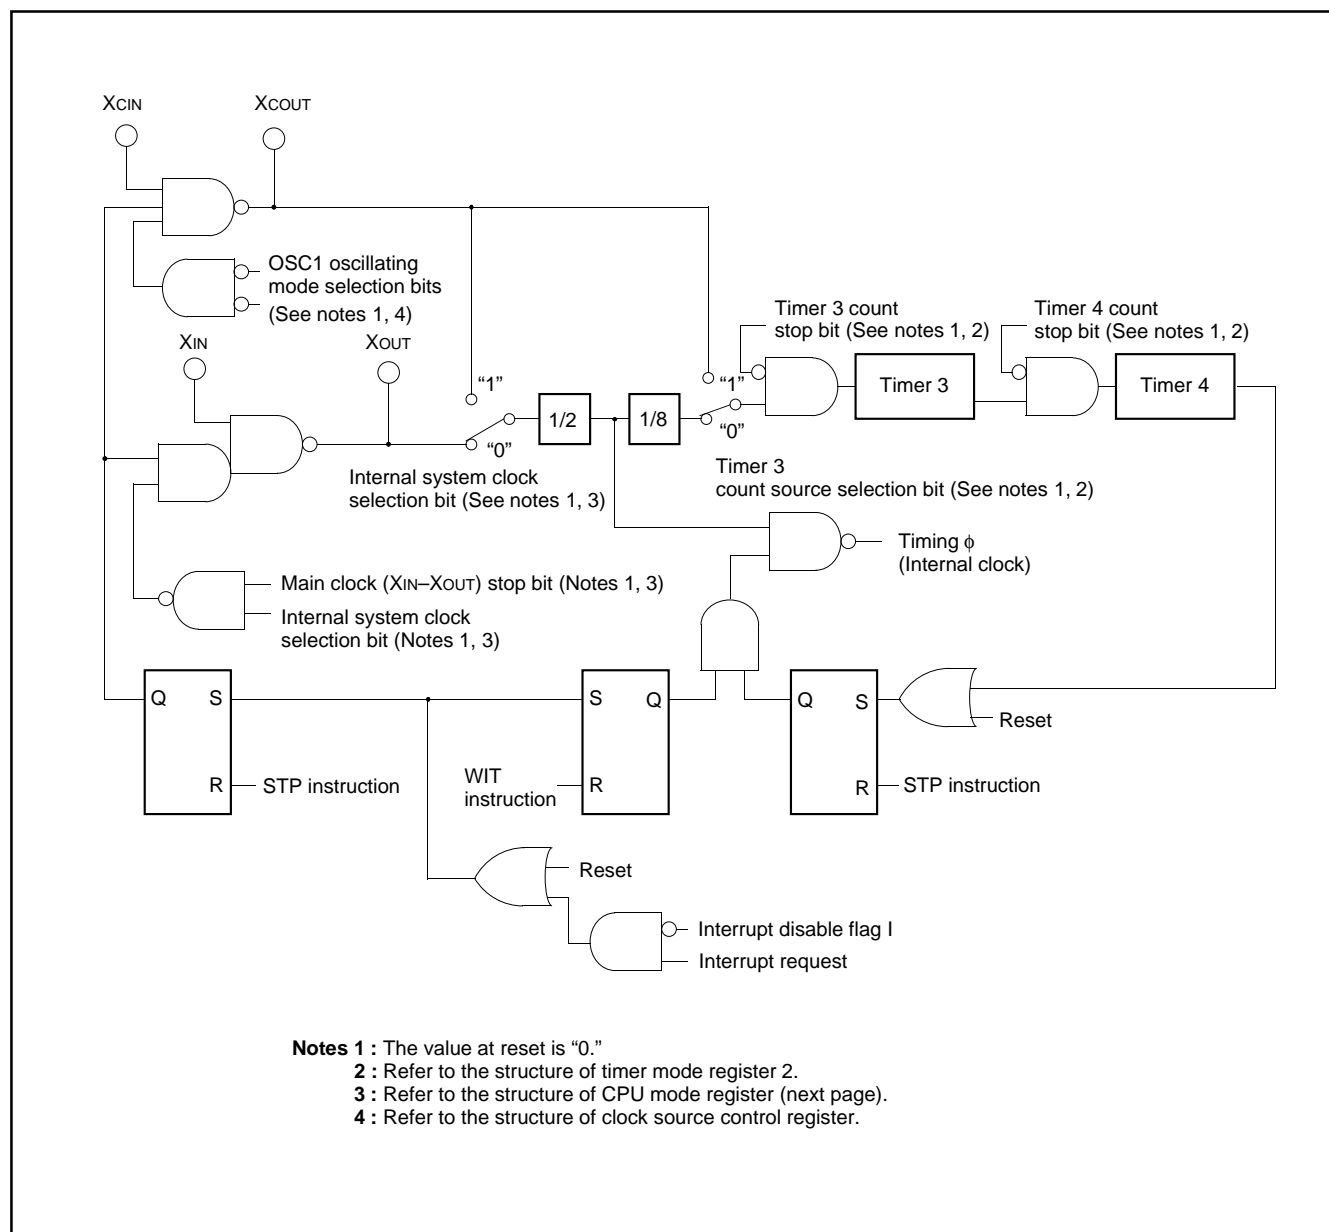 XCIN
XCOUT
OSC1 oscillating
mode selection bits
(See notes 1, 4)
XIN
XOUT
“1”
“0”
Internal system clock
selection bit (See notes 1, 3)
1/2
1/8
“1”
“0”
Timer 3
count source selection bit (See notes 1, 2)
Timer 3 count
stop bit (See notes 1, 2)
Timer 3
Timer 4 count
stop bit (See notes 1, 2)
Timer 4
Timing ϕ
(Internal clock)
Main clock (XIN–XOUT) stop bit (Notes 1, 3)
Internal system clock
selection bit (Notes 1, 3)
Q
S
R
STP instruction
S
Q
R
WIT
instruction
Q
S
R
Reset
STP instruction
Reset
Interrupt disable flag I
Interrupt request
Notes 1 : The value at reset is “0.”
2 : Refer to the structure of timer mode register 2.
3 : Refer to the structure of CPU mode register (next page).
4 : Refer to the structure of clock source control register.